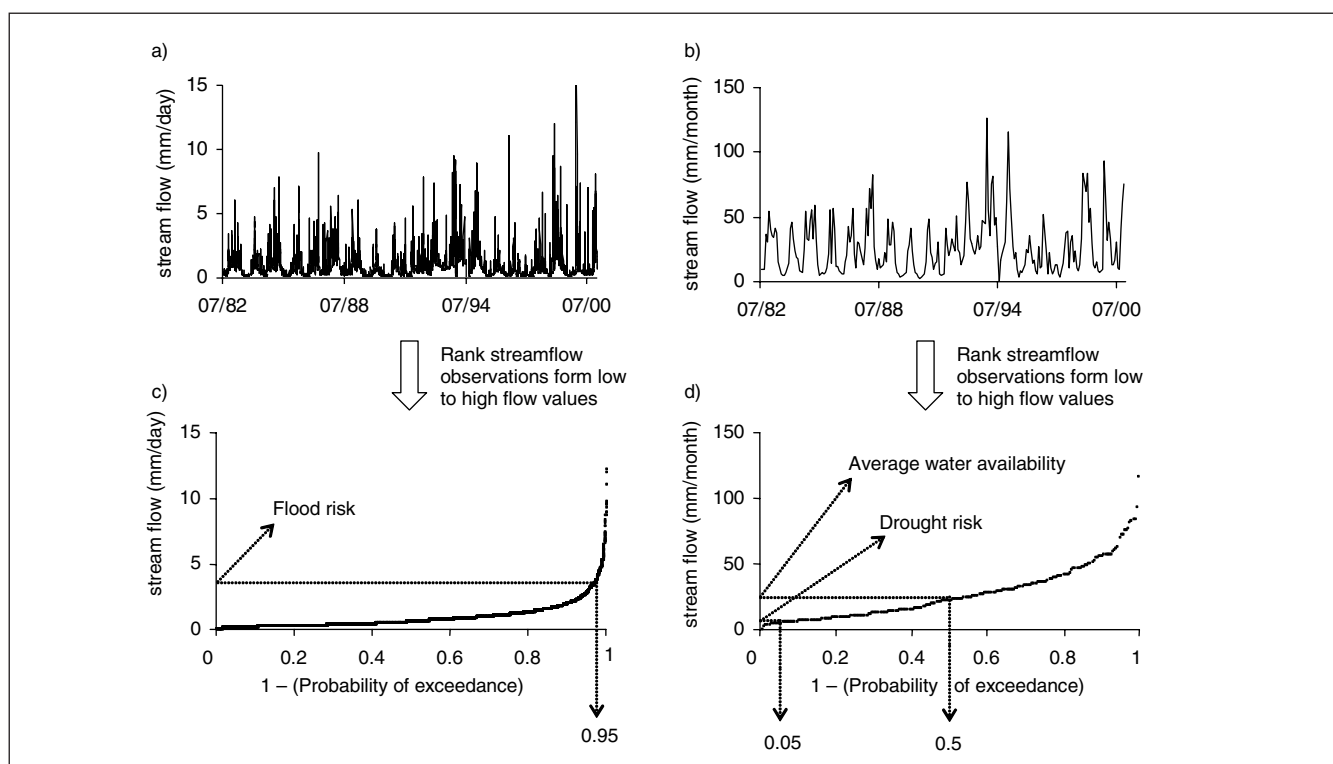 a)
stream flow (mm/day)
15
10
5
0
07/82 07/88 07/94 07/00
b)
stream flow (mm/month)
150
100
50
0
07/82 07/88 07/94 07/00
Rank streamflow
observations form low
to high flow values
Rank streamflow
observations form low
to high flow values
c)
stream flow (mm/day)
15
10
5
0
Flood risk
0 0.2 0.4 0.6 0.8 1
1 – (Probability of exceedance)
0.95
d)
stream flow (mm/month)
150
100
50
0
Average water availability
Drought risk
0 0.2 0.4 0.6 0.8 1
1 – (Probability of exceedance)
0.05 0.5